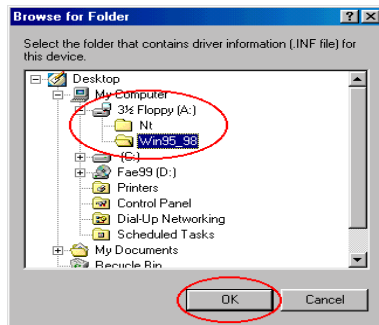 Browse for Folder
Select the folder that contains driver information (.INF file) for
this device.
Desktop
My Computer
3½ Floppy (A:)
Nt
Win95_98
(C:)
Fae99 (D:)
Printers
Control Panel
Dial-Up Networking
Scheduled Tasks
My Documents
Recycle Bin
OK
Cancel